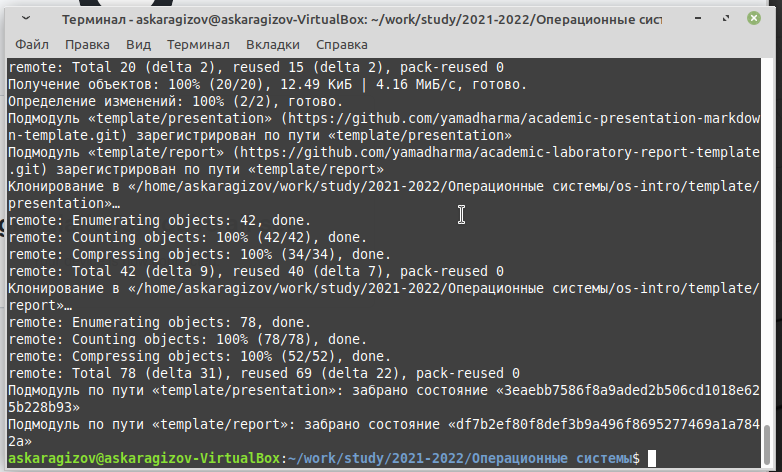 Терминал - askaragizov@askaragizov-VirtualBox: ~/work/study/2021-2022/Операционные сист
Файл Правка Вид Терминал Вкладки Справка
remote: Total 20 (delta 2), reused 15 (delta 2), pack-reused 0
Получение объектов: 100% (20/20), 12.49 КиБ | 4.16 МиБ/с, готово.
Определение изменений: 100% (2/2), готово.
Подмодуль «template/presentation» (https://github.com/yamadharma/academic-presentation-markdow
n-template.git) зарегистрирован по пути «template/presentation»
Подмодуль «template/report» (https://github.com/yamadharma/academic-laboratory-report-template
.git) зарегистрирован по пути «template/report»
Клонирование в «/home/askaragizov/work/study/2021-2022/Операционные системы/os-intro/template/
presentation»…
remote: Enumerating objects: 42, done.
remote: Counting objects: 100% (42/42), done.
remote: Compressing objects: 100% (34/34), done.
remote: Total 42 (delta 9), reused 40 (delta 7), pack-reused 0
Клонирование в «/home/askaragizov/work/study/2021-2022/Операционные системы/os-intro/template/
report»…
remote: Enumerating objects: 78, done.
remote: Counting objects: 100% (78/78), done.
remote: Compressing objects: 100% (52/52), done.
remote: Total 78 (delta 31), reused 69 (delta 22), pack-reused 0
Подмодуль по пути «template/presentation»: забрано состояние «3eaebb7586f8a9aded2b506cd1018e62
5b228b93»
Подмодуль по пути «template/report»: забрано состояние «df7b2ef80f8def3b9a496f8695277469a1a784
2a»
askaragizov@askaragizov-VirtualBox:~/work/study/2021-2022/Операционные системы$